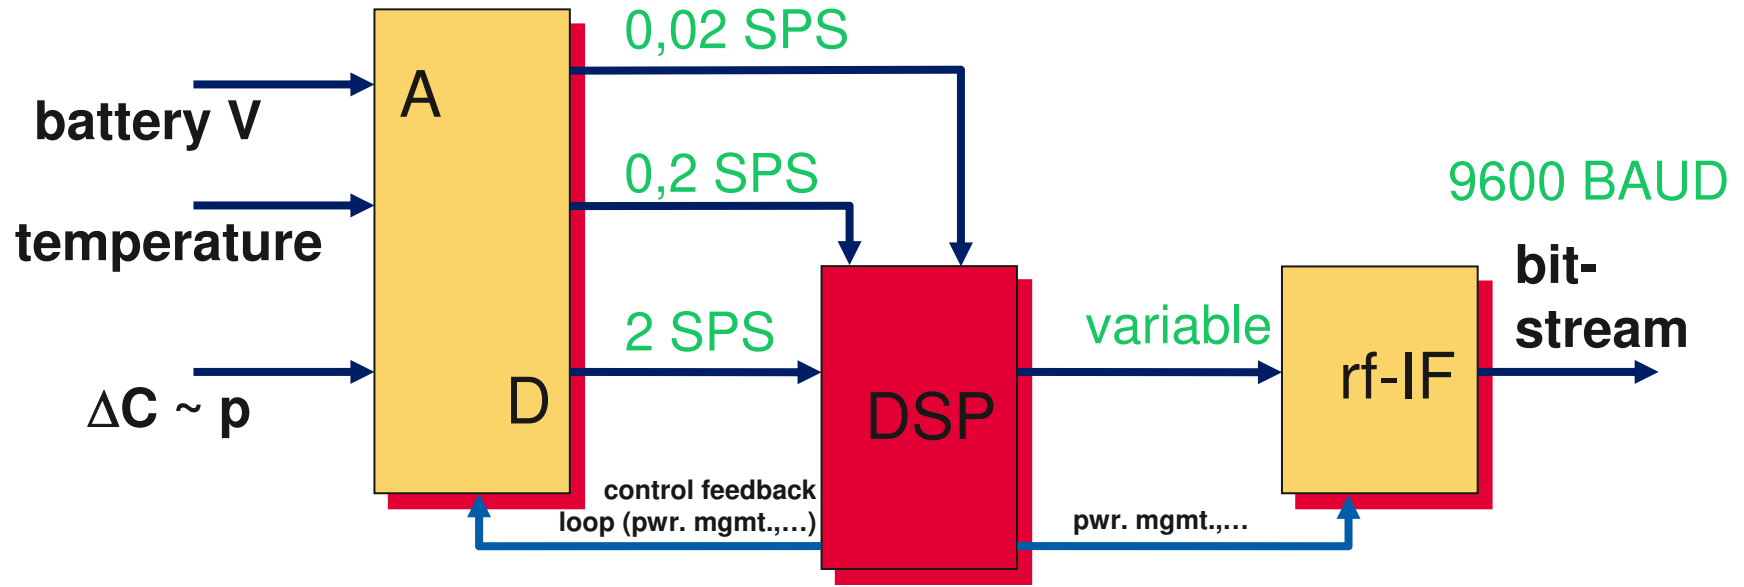 0,02 SPS
A
battery V
0,2 SPS
9600 BAUD
temperature
bit-
stream
2 SPS
variable
rf-IF
ΔC ~ p
D
DSP
control feedback
loop (pwr. mgmt.,...)
pwr. mgmt.,...